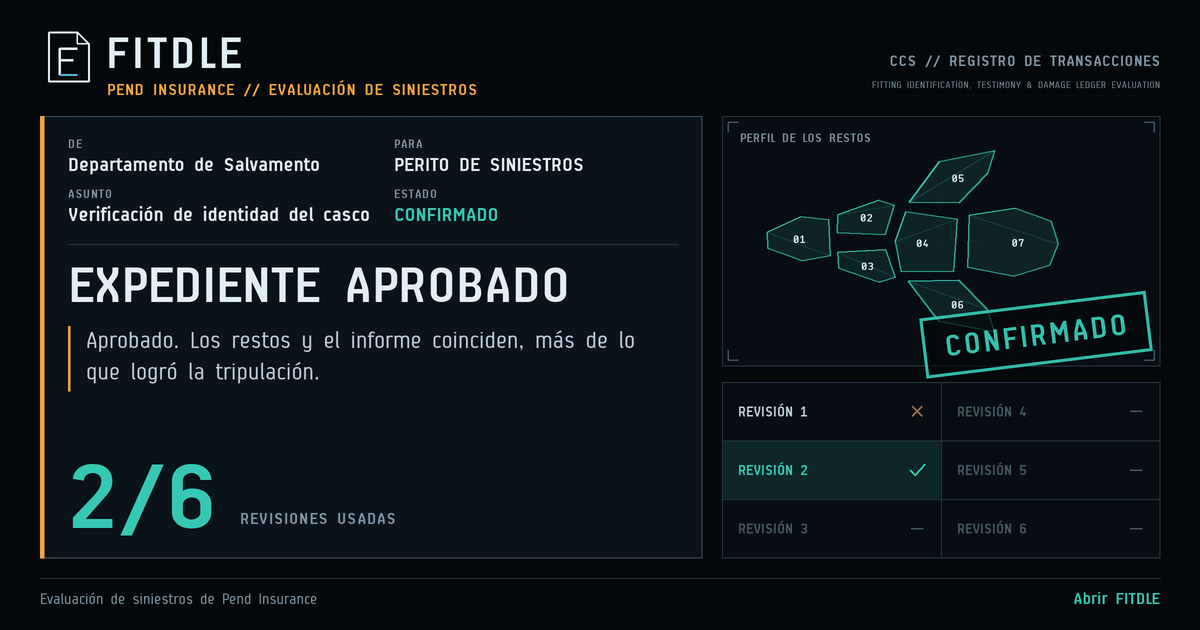 FITDLE
PEND INSURANCE // EVALUACIÓN DE SINIESTROS
CCS // REGISTRO DE TRANSACCIONES
FITTING IDENTIFICATION, TESTIMONY & DAMAGE LEDGER EVALUATION
DE
Departamento de Salvamento
PARA
PERITO DE SINIESTROS
ASUNTO
Verificación de identidad del casco
ESTADO
CONFIRMADO
EXPEDIENTE APROBADO
Aprobado. Los restos y el informe coinciden, más de lo
que logró la tripulación.
2/6
REVISIONES USADAS
PERFIL DE LOS RESTOS
05
02
01
04
07
03
06
CONFIRMADO
REVISIÓN 1
REVISIÓN 4
REVISIÓN 2
REVISIÓN 5
REVISIÓN 3
REVISIÓN 6
Evaluación de siniestros de Pend Insurance
Abrir FITDLE